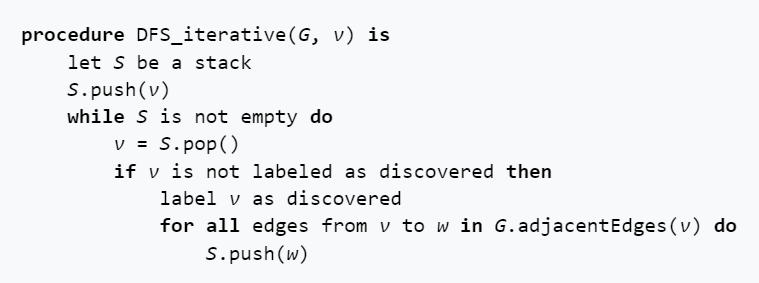 procedure DFS_iterative(G, v) is
let S be a stack
S.push(v)
while S is not empty do
v = S.pop()
if v is not labeled as discovered then
label v as discovered
for all edges from v to w in G.adjacentEdges(v) do
S.push(w)